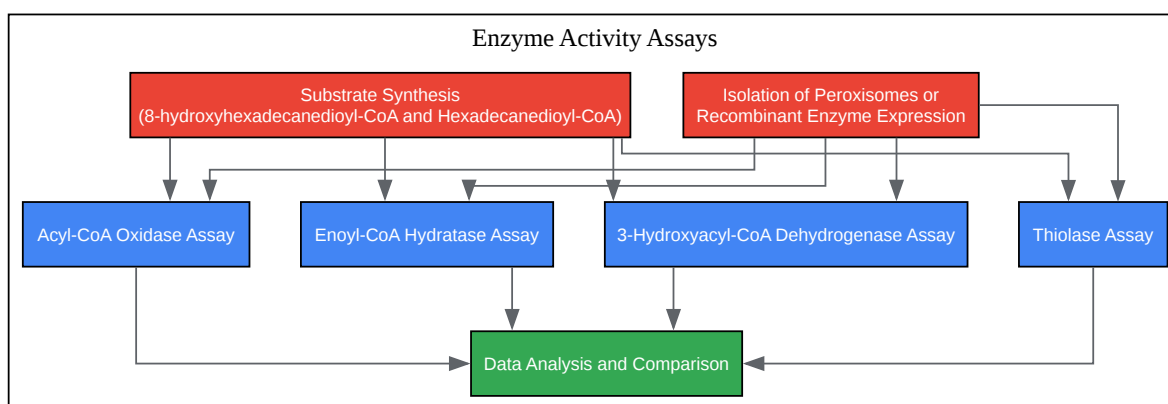 Enzyme Activity Assays
Substrate Synthesis
(8-hydroxyhexadecanedioyl-CoA and Hexadecanedioyl-CoA)
Isolation of Peroxisomes or
Recombinant Enzyme Expression
Acyl-CoA Oxidase Assay
Enoyl-CoA Hydratase Assay
3-Hydroxyacyl-CoA Dehydrogenase Assay
Thiolase Assay
Data Analysis and Comparison